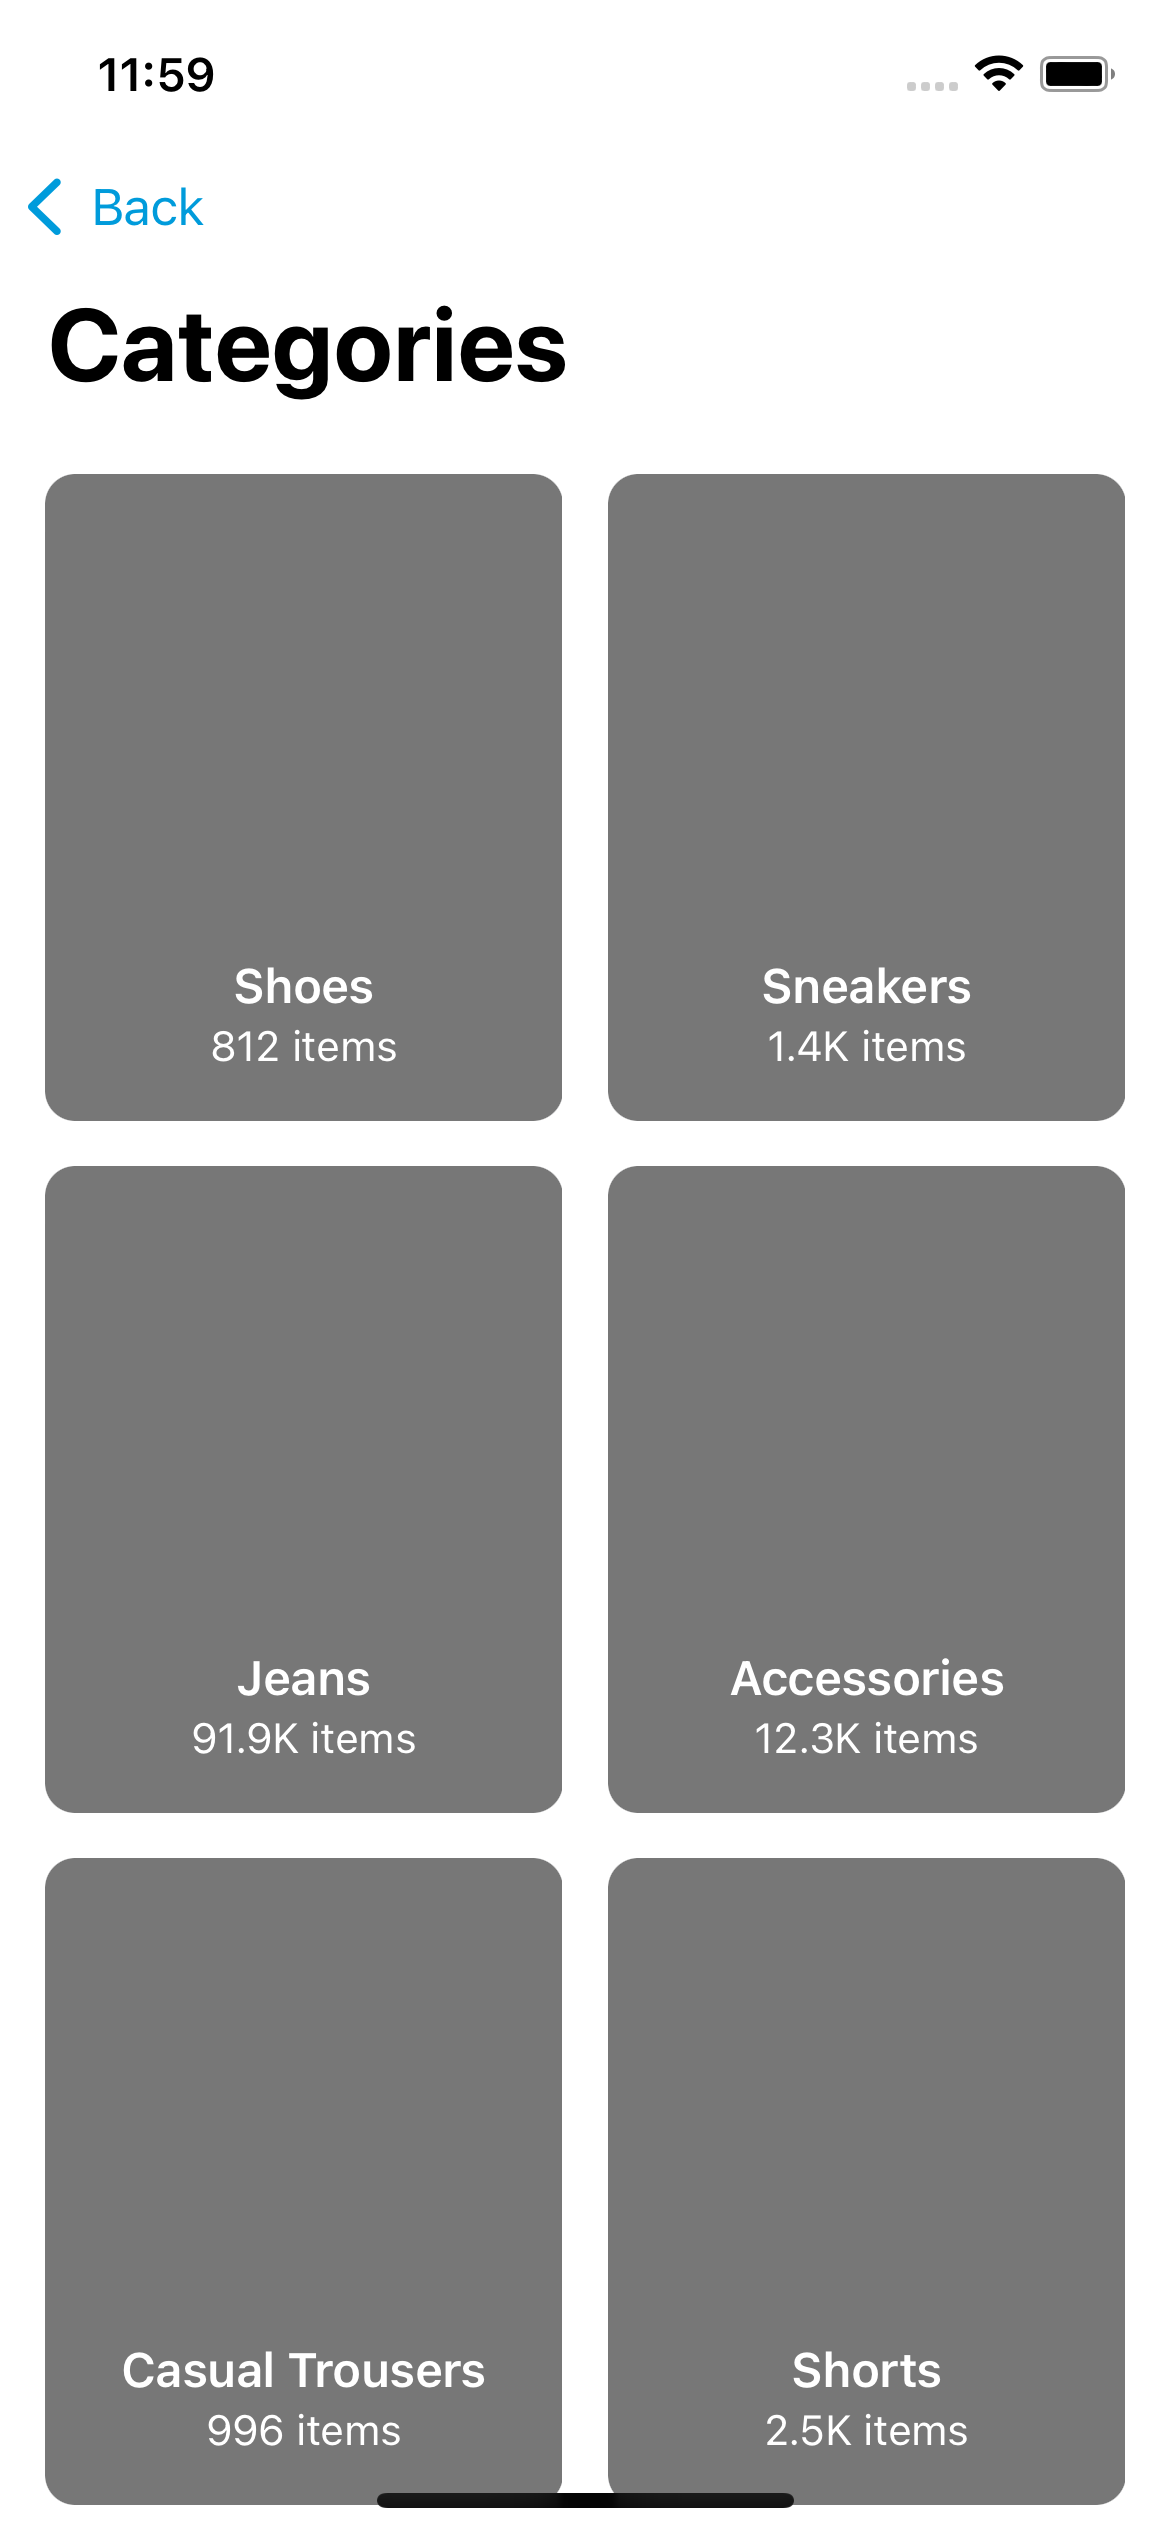 11:59
Back
Categories
Shoes
812 items
Sneakers
1.4K items
Jeans
91.9K items
Accessories
12.3K items
Casual Trousers
996 items
Shorts
2.5K items